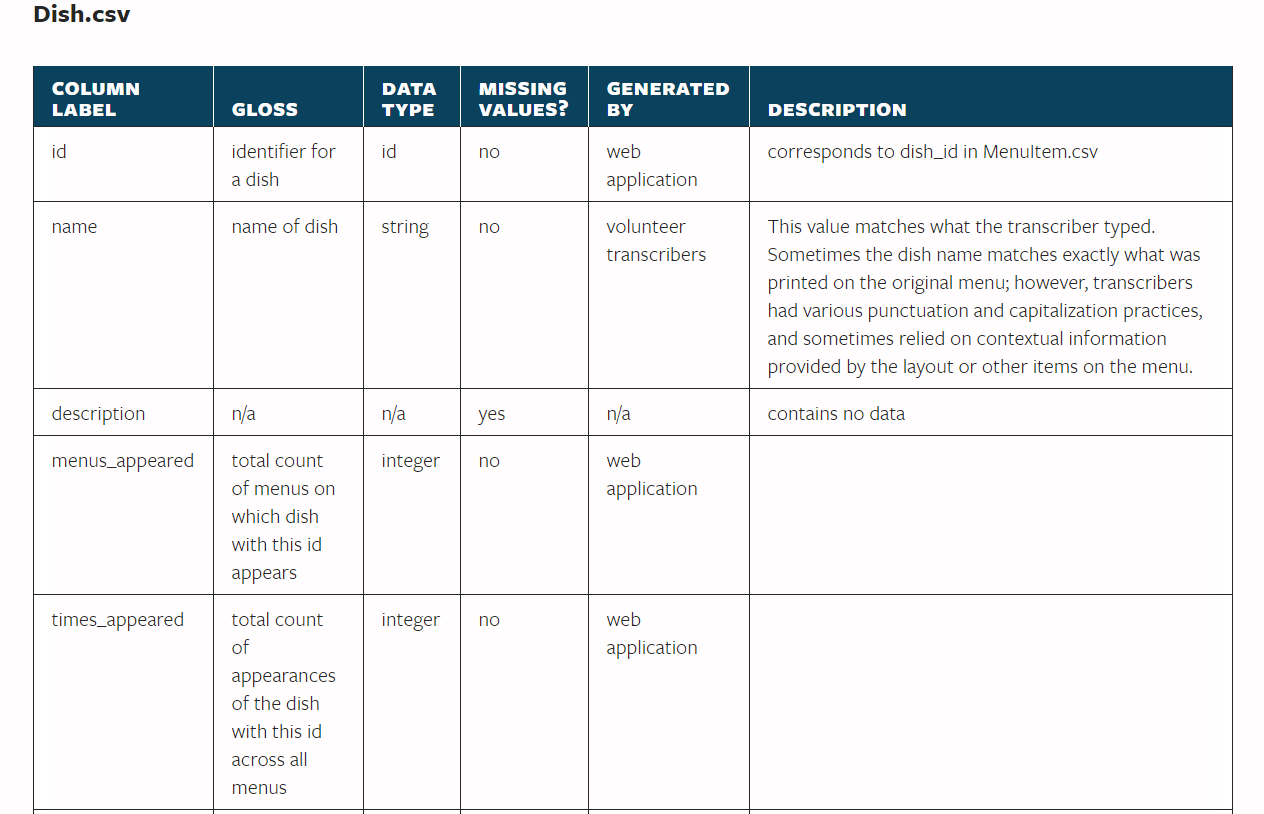 Dish.csv
COLUMN LABEL GLOSS DATA TYPE MISSING VALUES? GENERATED BY DESCRIPTION
id
identifier for
a dish
id
no
web
application
corresponds to dish_id in MenuItem.csv
name
name of dish
string
no
volunteer
transcribers
This value matches what the transcriber typed.
Sometimes the dish name matches exactly what was
printed on the original menu; however, transcribers
had various punctuation and capitalization practices,
and sometimes relied on contextual information
provided by the layout or other items on the menu.
description
n/a
n/a
yes
n/a
contains no data
menus_appeared
total count
of menus on
which dish
with this id
appears
integer
no
web
application
times_appeared
total count
of
appearances
of the dish
with this id
across all
menus
integer
no
web
application